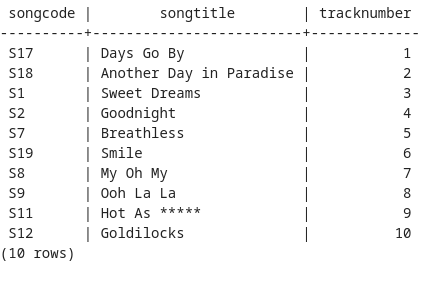 songcode |        songtitle        | tracknumber
----------+-------------------------+-------------
 S17      | Days Go By              |           1
 S18      | Another Day in Paradise |           2
 S1       | Sweet Dreams            |           3
 S2       | Goodnight               |           4
 S7       | Breathless              |           5
 S19      | Smile                   |           6
 S8       | My Oh My                |           7
 S9       | Ooh La La               |           8
 S11      | Hot As *****            |           9
 S12      | Goldilocks              |          10
(10 rows)